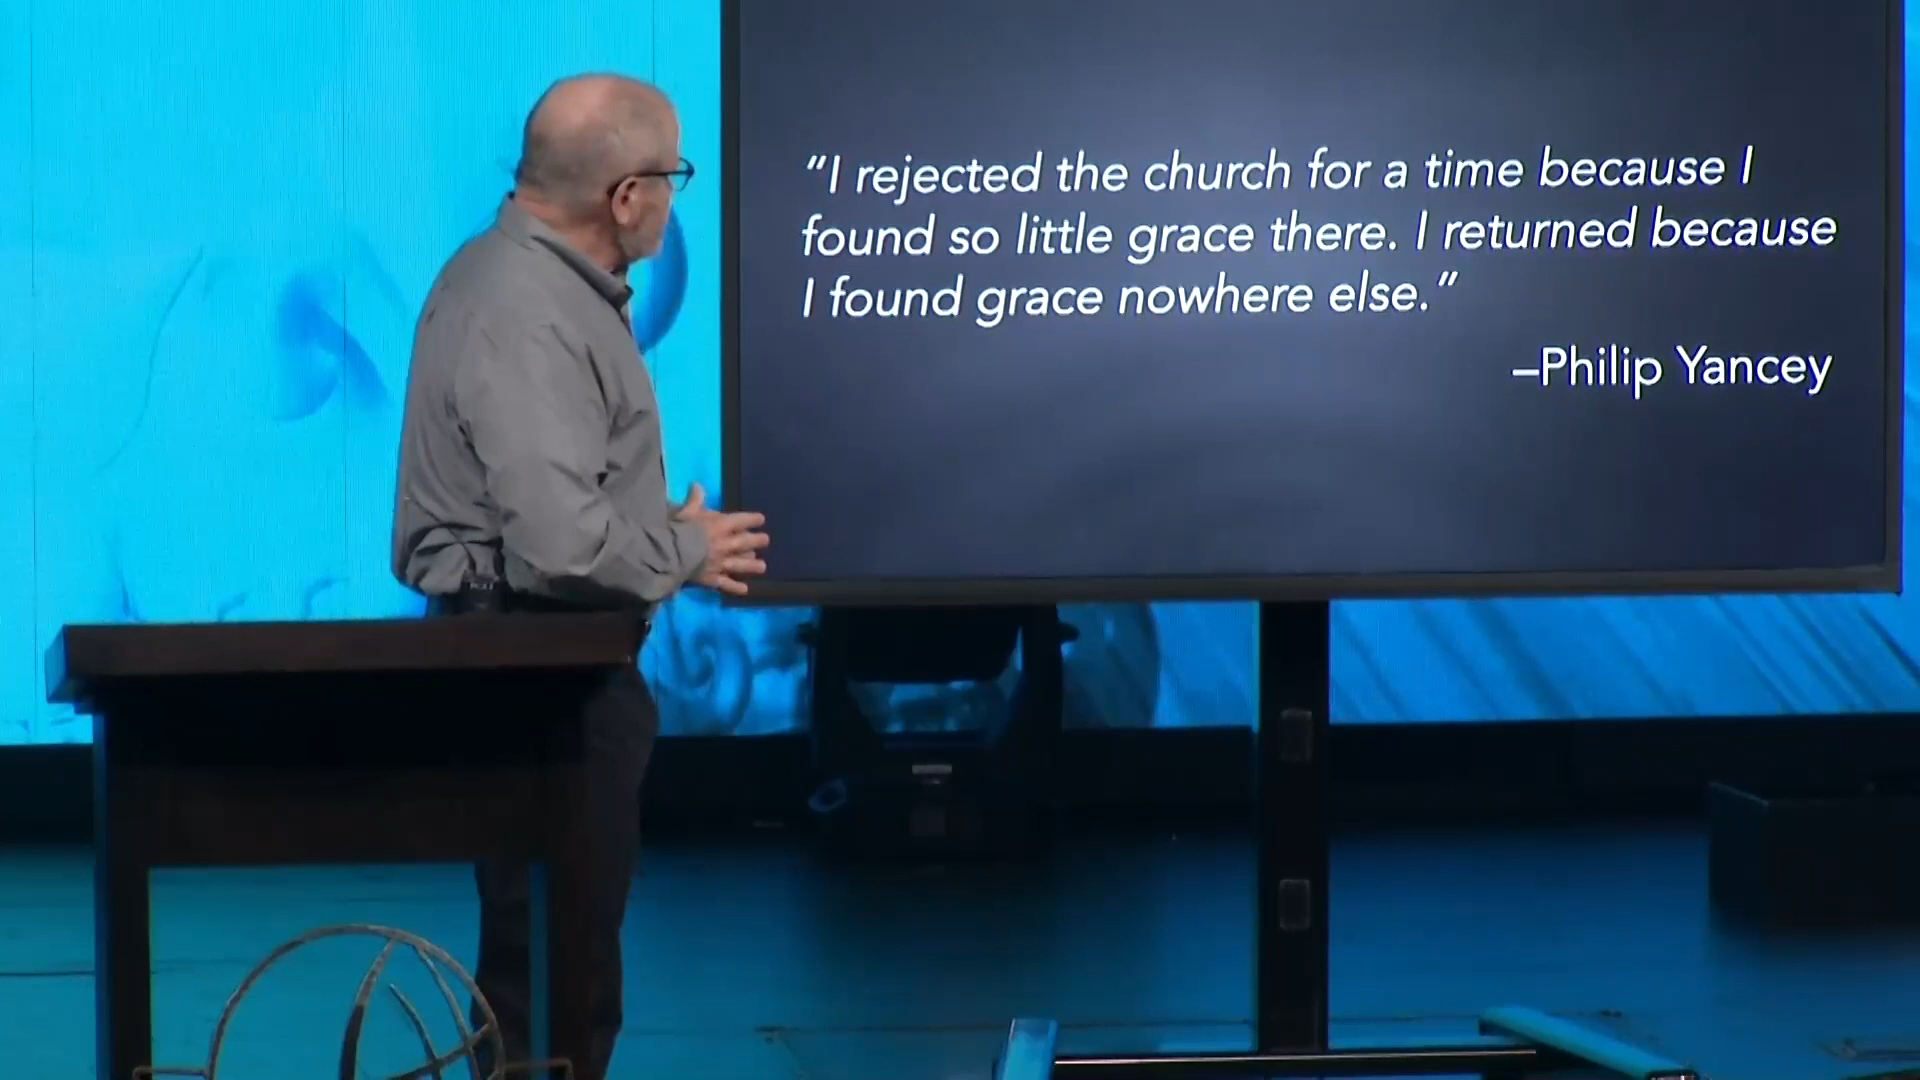 “I rejected the church for a time because I
found so little grace there. I returned because
I found grace nowhere else.”
–Philip Yancey